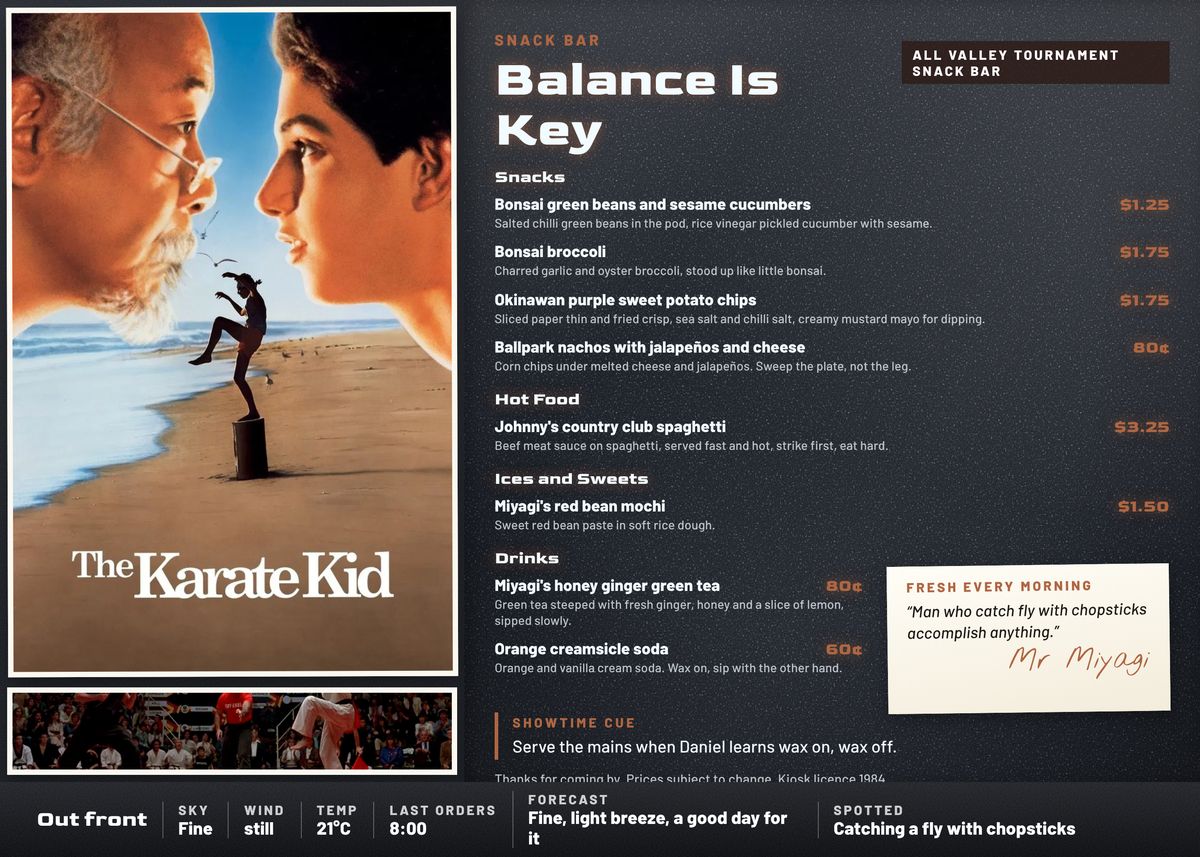 The Karate Kid
SNACK BAR
Balance Is
Key
ALL VALLEY TOURNAMENT
SNACK BAR
Snacks
Bonsai green beans and sesame cucumbers $1.25
Salted chilli green beans in the pod, rice vinegar pickled cucumber with sesame.
Bonsai broccoli $1.75
Charred garlic and oyster broccoli, stood up like little bonsai.
Okinawan purple sweet potato chips $1.75
Sliced paper thin and fried crisp, sea salt and chilli salt, creamy mustard mayo for dipping.
Ballpark nachos with jalapeños and cheese 80¢
Corn chips under melted cheese and jalapeños. Sweep the plate, not the leg.
Hot Food
Johnny's country club spaghetti $3.25
Beef meat sauce on spaghetti, served fast and hot, strike first, eat hard.
Ices and Sweets
Miyagi's red bean mochi $1.50
Sweet red bean paste in soft rice dough.
Drinks
Miyagi's honey ginger green tea 80¢
Green tea steeped with fresh ginger, honey and a slice of lemon,
sipped slowly.
Orange creamsicle soda 60¢
Orange and vanilla cream soda. Wax on, sip with the other hand.
FRESH EVERY MORNING
“Man who catch fly with chopsticks
accomplish anything.”
Mr Miyagi
SHOWTIME CUE
Serve the mains when Daniel learns wax on, wax off.
Thanks for coming by. Prices subject to change. Kiosk licence 1984
Out front
SKY
Fine
WIND
still
TEMP
21°C
LAST ORDERS
8:00
FORECAST
Fine, light breeze, a good day for
it
SPOTTED
Catching a fly with chopsticks